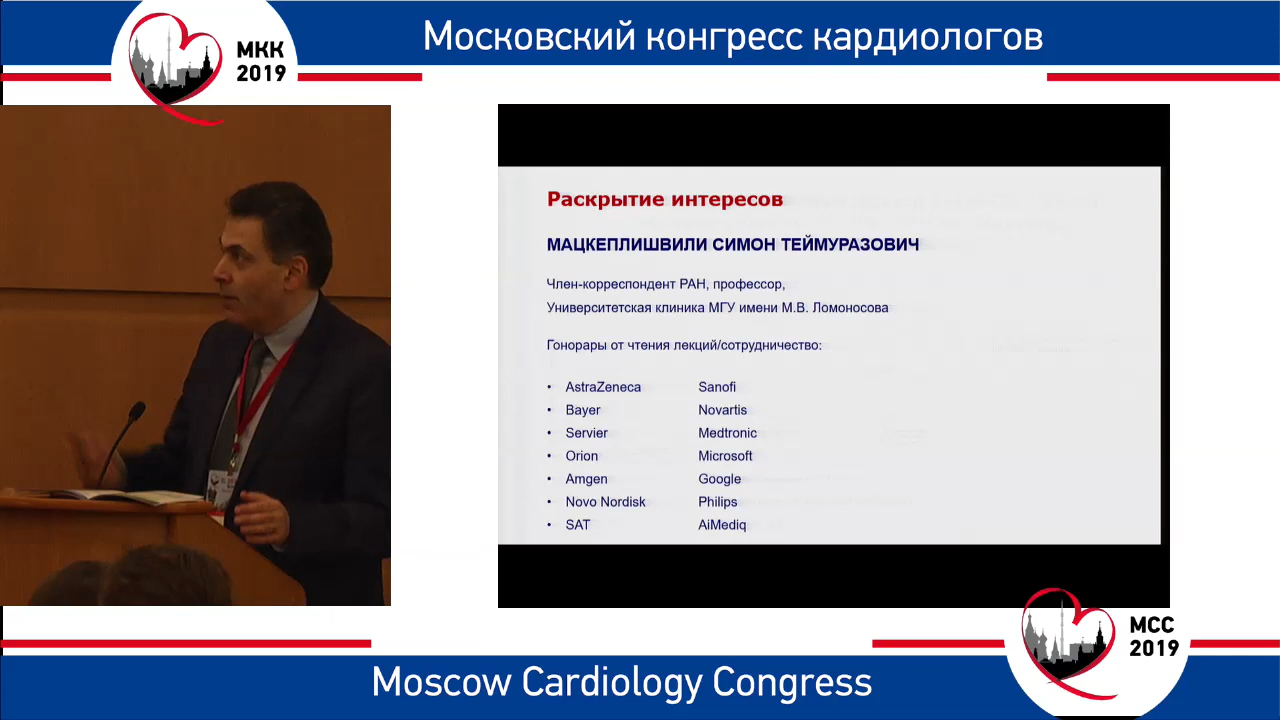 Московский конгресс кардиологов
МКК
2019
Раскрытие интересов
МАЦКЕПЛИШВИЛИ СИМОН ТЕЙМУРАЗОВИЧ
Член-корреспондент РАН, профессор,
Университетская клиника МГУ имени М.В. Ломоносова
Гонорары от чтения лекций/сотрудничество:
• AstraZeneca Sanofi
• Bayer Novartis
• Servier Medtronic
• Orion Microsoft
• Amgen Google
• Novo Nordisk Philips
• SAT AiMediq
МСС
2019
Moscow Cardiology Congress